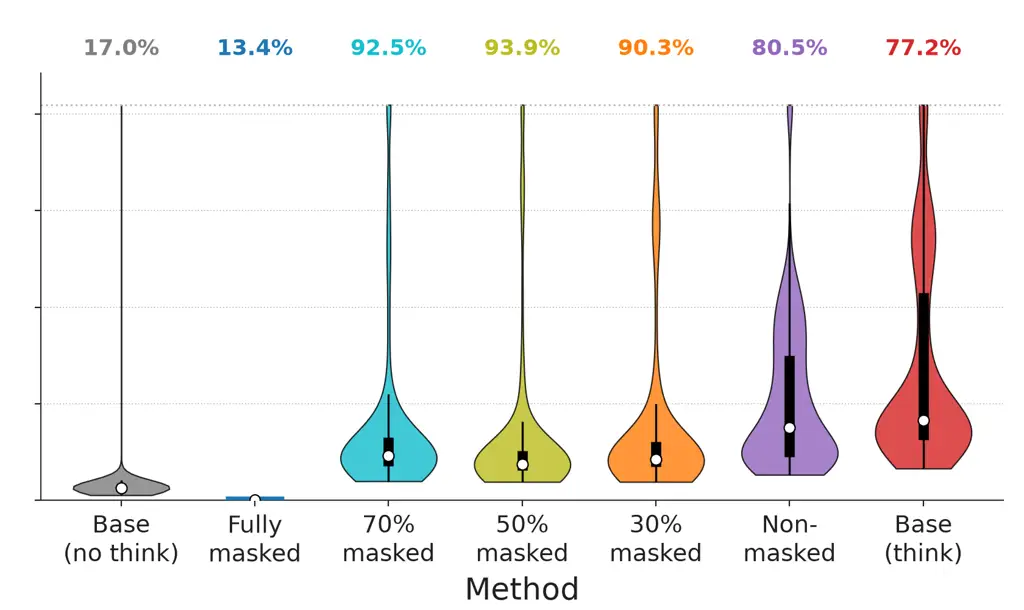 17.0% 13.4% 92.5% 93.9% 90.3% 80.5% 77.2%
Base Fully 70% 50% 30% Non- Base
(no think) masked masked masked masked masked (think)
Method